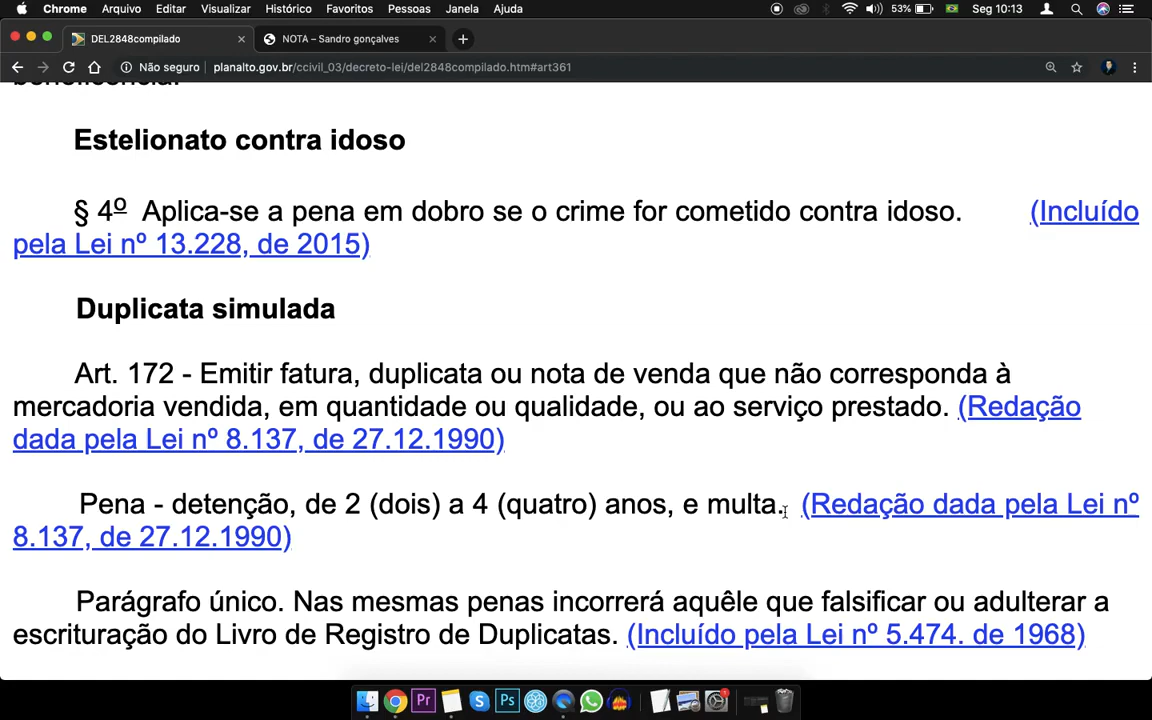 Chrome Arquivo Editar Visualizar Histórico Favoritos Pessoas Janela Ajuda 53% Seg 10:13
DEL2848compilado NOTA – Sandro gonçalves
Não seguro planalto.gov.br/ccivil_03/decreto-lei/del2848compilado.htm#art361
Estelionato contra idoso
§ 4º Aplica-se a pena em dobro se o crime for cometido contra idoso. (Incluído
pela Lei nº 13.228, de 2015)
Duplicata simulada
Art. 172 - Emitir fatura, duplicata ou nota de venda que não corresponda à
mercadoria vendida, em quantidade ou qualidade, ou ao serviço prestado. (Redação
dada pela Lei nº 8.137, de 27.12.1990)
Pena - detenção, de 2 (dois) a 4 (quatro) anos, e multa. (Redação dada pela Lei nº
8.137, de 27.12.1990)
Parágrafo único. Nas mesmas penas incorrerá aquêle que falsificar ou adulterar a
escrituração do Livro de Registro de Duplicatas. (Incluído pela Lei nº 5.474. de 1968)
Pr Ps